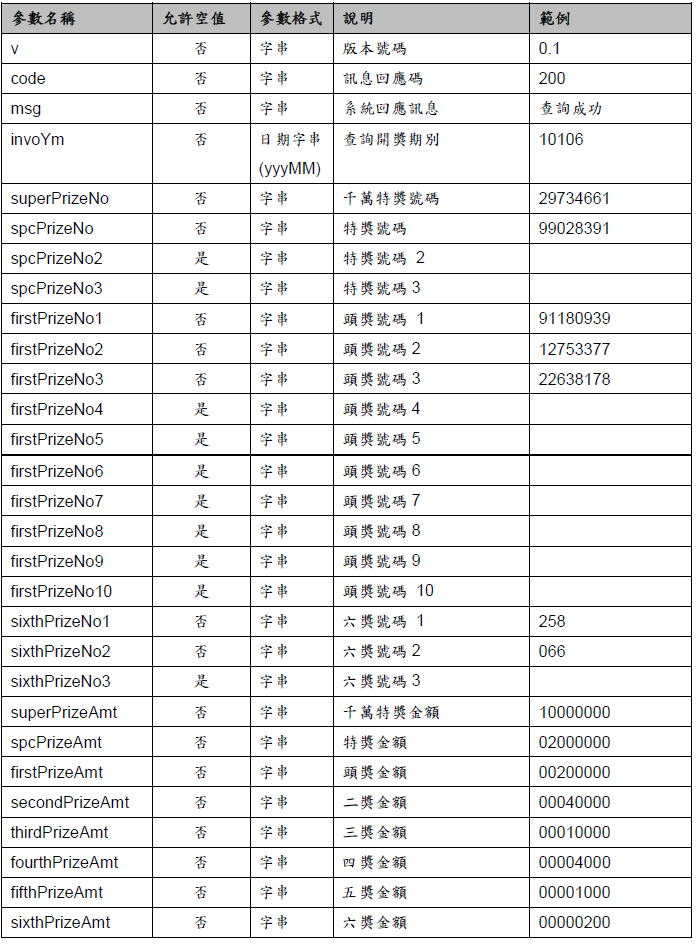 參數名稱 允許空值 參數格式 說明 範例
v 否 字串 版本號碼 0.1
code 否 字串 訊息回應碼 200
msg 否 字串 系統回應訊息 查詢成功
invoYm 否 日期字串 查詢開獎期別 10106
(yyyMM)
superPrizeNo 否 字串 千萬特獎號碼 29734661
spcPrizeNo 否 字串 特獎號碼 99028391
spcPrizeNo2 是 字串 特獎號碼 2
spcPrizeNo3 是 字串 特獎號碼 3
firstPrizeNo1 否 字串 頭獎號碼 1 91180939
firstPrizeNo2 否 字串 頭獎號碼 2 12753377
firstPrizeNo3 否 字串 頭獎號碼 3 22638178
firstPrizeNo4 是 字串 頭獎號碼 4
firstPrizeNo5 是 字串 頭獎號碼 5
firstPrizeNo6 是 字串 頭獎號碼 6
firstPrizeNo7 是 字串 頭獎號碼 7
firstPrizeNo8 是 字串 頭獎號碼 8
firstPrizeNo9 是 字串 頭獎號碼 9
firstPrizeNo10 是 字串 頭獎號碼 10
sixthPrizeNo1 否 字串 六獎號碼 1 258
sixthPrizeNo2 否 字串 六獎號碼 2 066
sixthPrizeNo3 是 字串 六獎號碼 3
superPrizeAmt 否 字串 千萬特獎金額 10000000
spcPrizeAmt 否 字串 特獎金額 02000000
firstPrizeAmt 否 字串 頭獎金額 00200000
secondPrizeAmt 否 字串 二獎金額 00040000
thirdPrizeAmt 否 字串 三獎金額 00010000
fourthPrizeAmt 否 字串 四獎金額 00004000
fifthPrizeAmt 否 字串 五獎金額 00001000
sixthPrizeAmt 否 字串 六獎金額 00000200